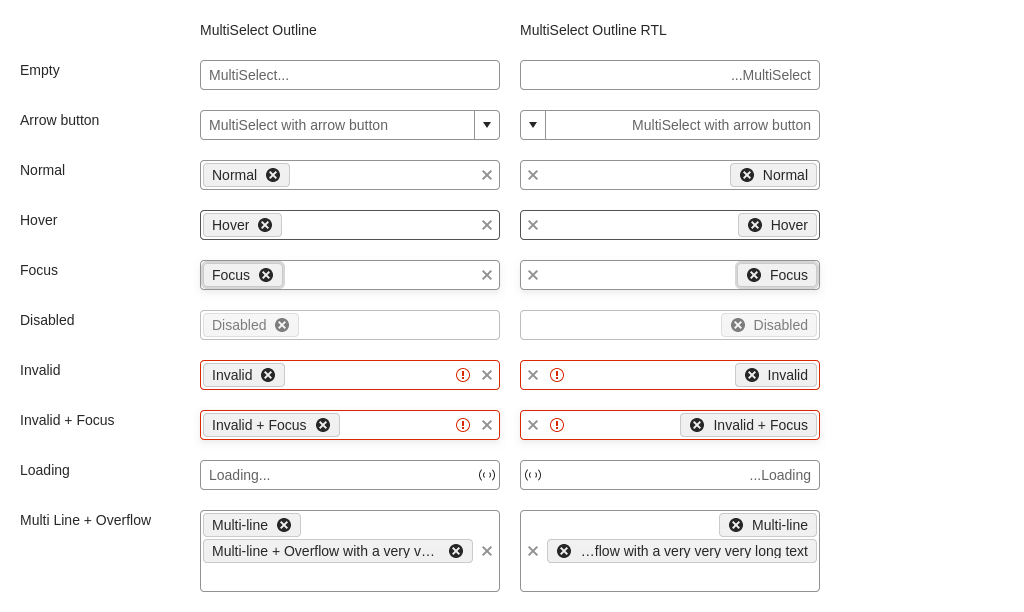 MultiSelect Outline MultiSelect Outline RTL
Empty MultiSelect... ...MultiSelect
Arrow button MultiSelect with arrow button MultiSelect with arrow button
Normal Normal Normal
Hover Hover Hover
Focus Focus Focus
Disabled Disabled Disabled
Invalid Invalid Invalid
Invalid + Focus Invalid + Focus Invalid + Focus
Loading Loading... ...Loading
Multi Line + Overflow Multi-line Multi-line
Multi-line + Overflow with a very v... ...flow with a very very very long text